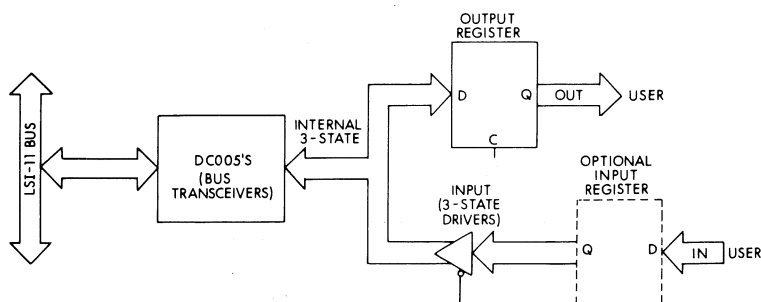 OUTPUT
REGISTER
D
Q
OUT
USER
C
LSI-11 BUS
DC005'S
(BUS
TRANSCEIVERS)
INTERNAL
3-STATE
INPUT
(3-STATE
DRIVERS)
OPTIONAL
INPUT
REGISTER
Q
D
IN
USER